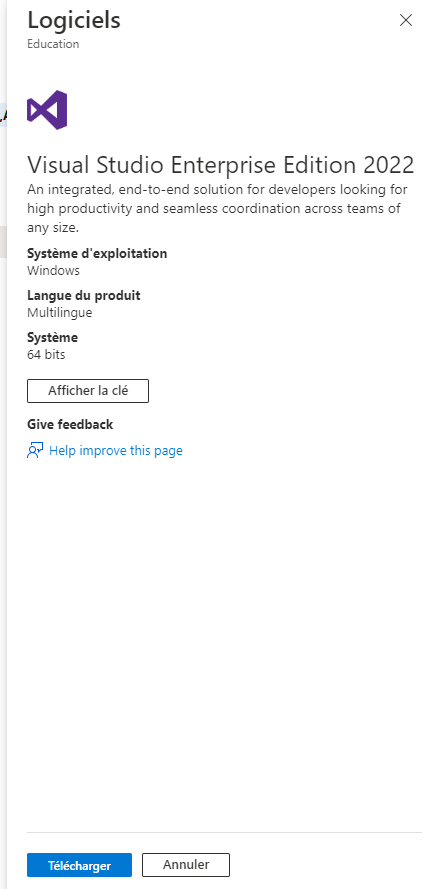 Logiciels
Education
Visual Studio Enterprise Edition 2022
An integrated, end-to-end solution for developers looking for
high productivity and seamless coordination across teams of
any size.
Système d'exploitation
Windows
Langue du produit
Multilingue
Système
64 bits
Afficher la clé
Give feedback
Help improve this page
Télécharger
Annuler